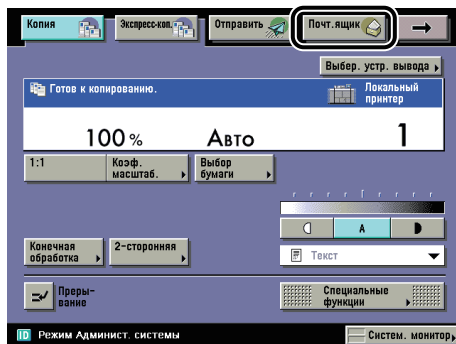 Копия
Экспресс-коп.
Отправить
Почт.ящик
Выбер. устр. вывода
Готов к копированию.
Локальный
принтер
100 %
Авто
1
1:1
Коэф.
масштаб.
Выбор
бумаги
A
Конечная
обработка
2-сторонняя
Текст
Преры-
вание
Специальные
функции
ID Режим Админист. системы
Систем. монитор